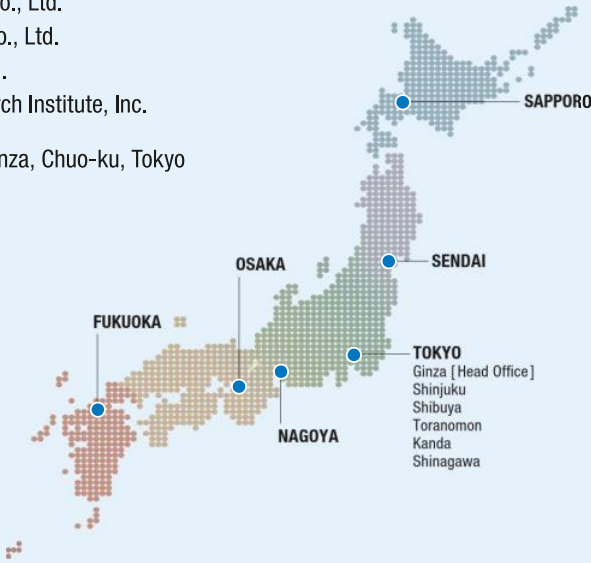 o., Ltd.
o., Ltd.
.
rch Institute, Inc.
nza, Chuo-ku, Tokyo
SAPPORO
SENDAI
OSAKA
FUKUOKA
TOKYO
Ginza [Head Office]
Shinjuku
Shibuya
Toranomon
Kanda
Shinagawa
NAGOYA